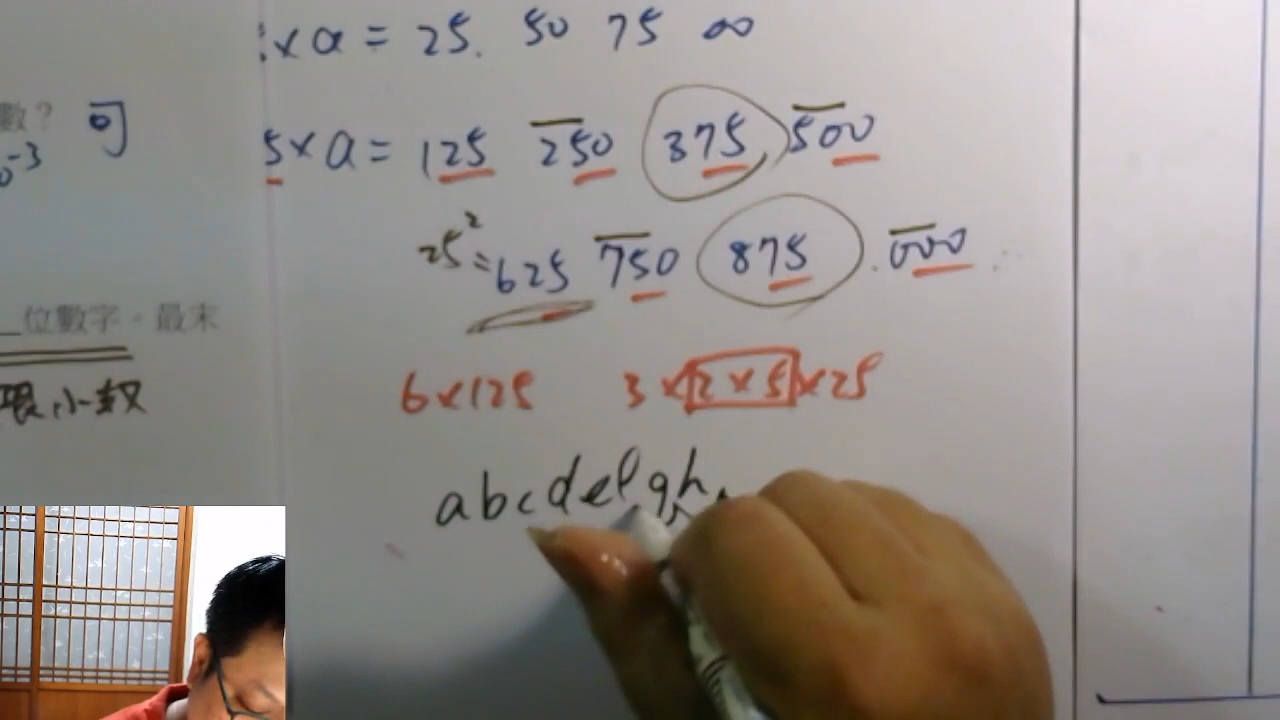 ×a = 25. 50 75 00
數? 可
0-3
5×a = 125 250 375 500
25²=625 750 875 000
位數字。最末
6×125 3×2×5×25
小數
abcdefgh